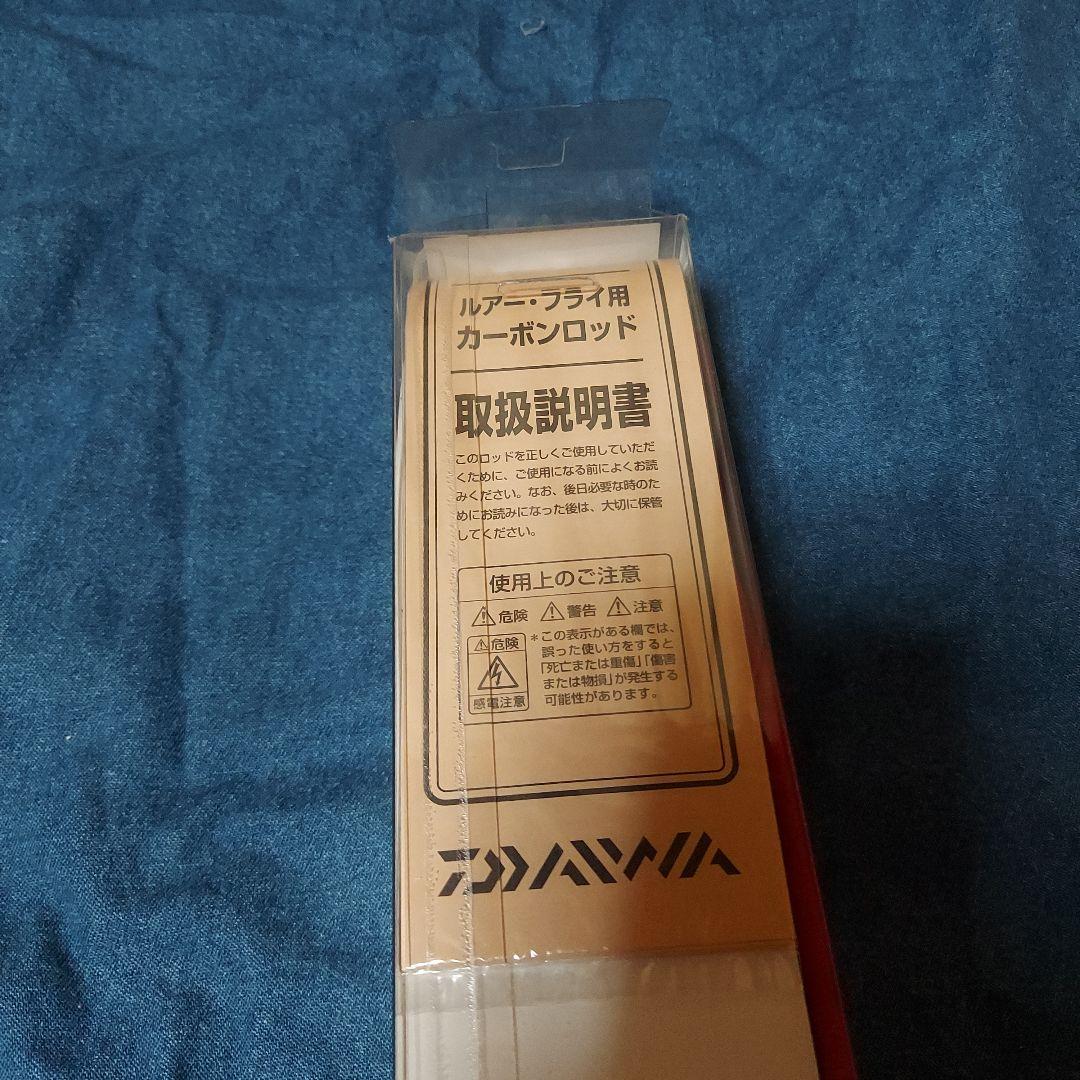 ルアー・フライ用
カーボンロッド
取扱説明書
このロッドを正しくご使用していただ
くために、ご使用になる前によくお読
みください。なお、後日必要な時のた
めにお読みになった後は、大切に保管
してください。
使用上のご注意
危険 警告 注意
危険
感電注意
*この表示がある欄では、
誤った使い方をすると
「死亡または重傷」「傷害
または物損」が発生する
可能性があります。
DAIWA